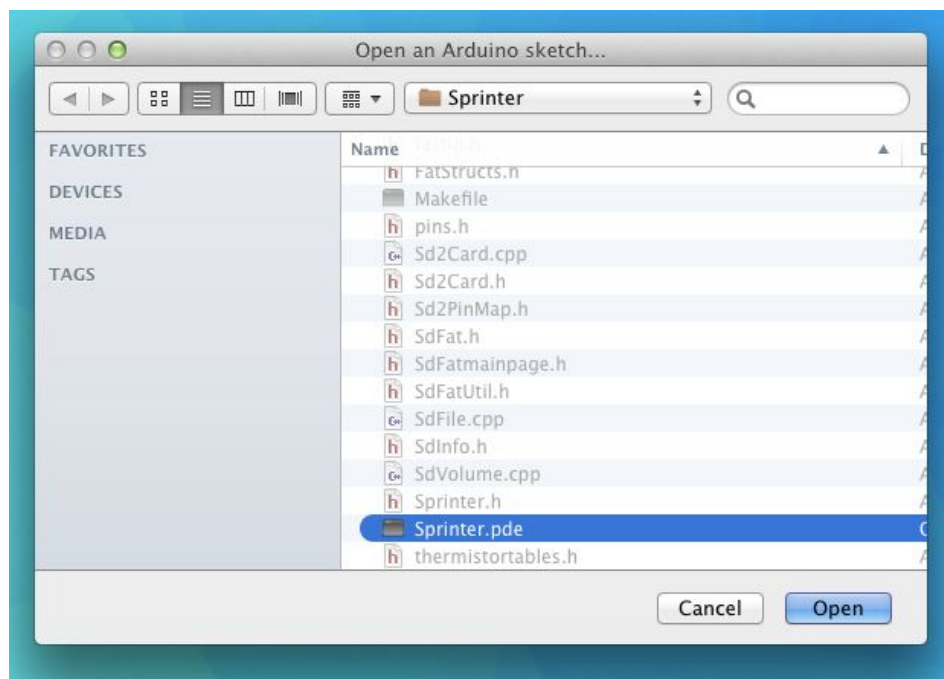 Open an Arduino sketch...
Sprinter
FAVORITES
DEVICES
MEDIA
TAGS
Name
FatStructs.h
Makefile
pins.h
Sd2Card.cpp
Sd2Card.h
Sd2PinMap.h
SdFat.h
SdFatmainpage.h
SdFatUtil.h
SdFile.cpp
SdInfo.h
SdVolume.cpp
Sprinter.h
Sprinter.pde
thermistortables.h
Cancel
Open